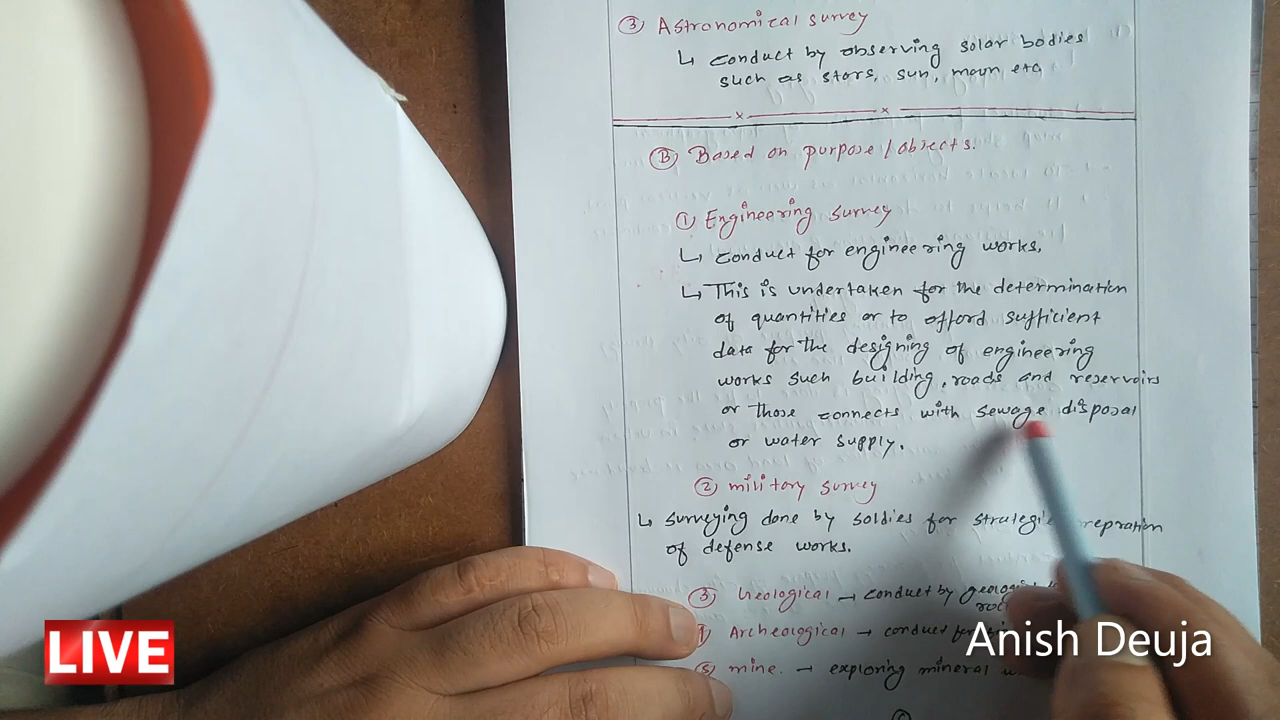 ③ Astronomical survey
↳ conduct by observing solar bodies
such as stars, sun, moon etc
x x
Ⓑ Based on purpose/objects.
① Engineering survey
↳ conduct for engineering works.
↳ This is undertaken for the determination
of quantities or to afford sufficient
data for the designing of engineering
works such building, roads and reservoirs
or those connects with sewage disposal
or water supply.
② military survey
↳ surveying done by soldies for
of defense works.
③ Geological → conduct by
Archeological → conduct
⑤ mine. → exploring mineral
LIVE
Anish Deuja